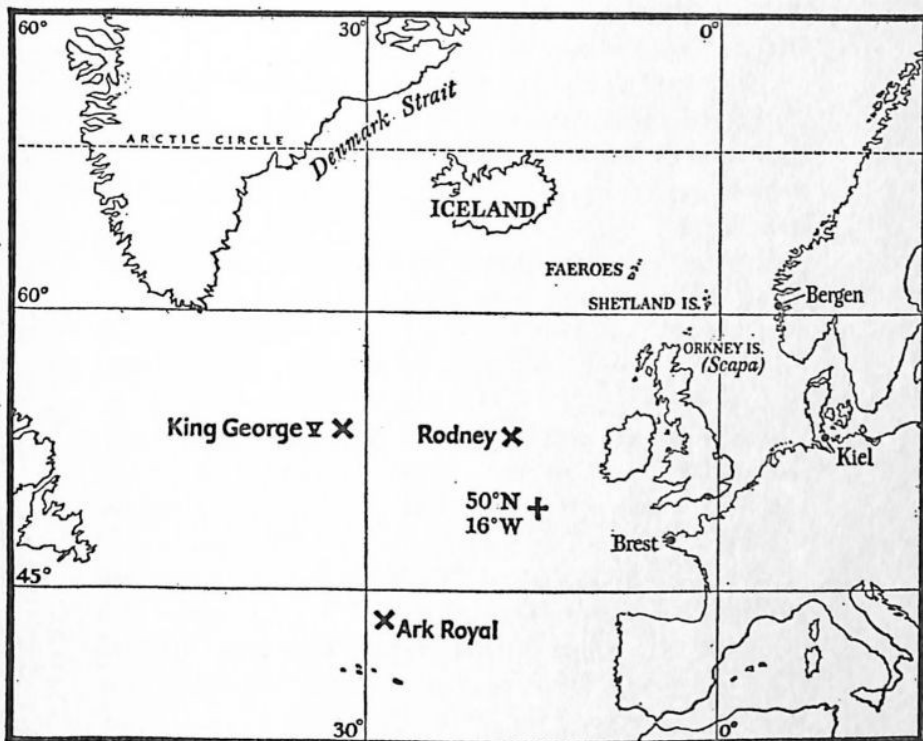 60° 30° 0°
Denmark Strait
ARCTIC CIRCLE
ICELAND
FAEROES
SHETLAND IS.
Bergen
60°
ORKNEY IS.
(Scapa)
King George V
Rodney
Kiel
50°N
16°W
Brest
45°
Ark Royal
30° 0°